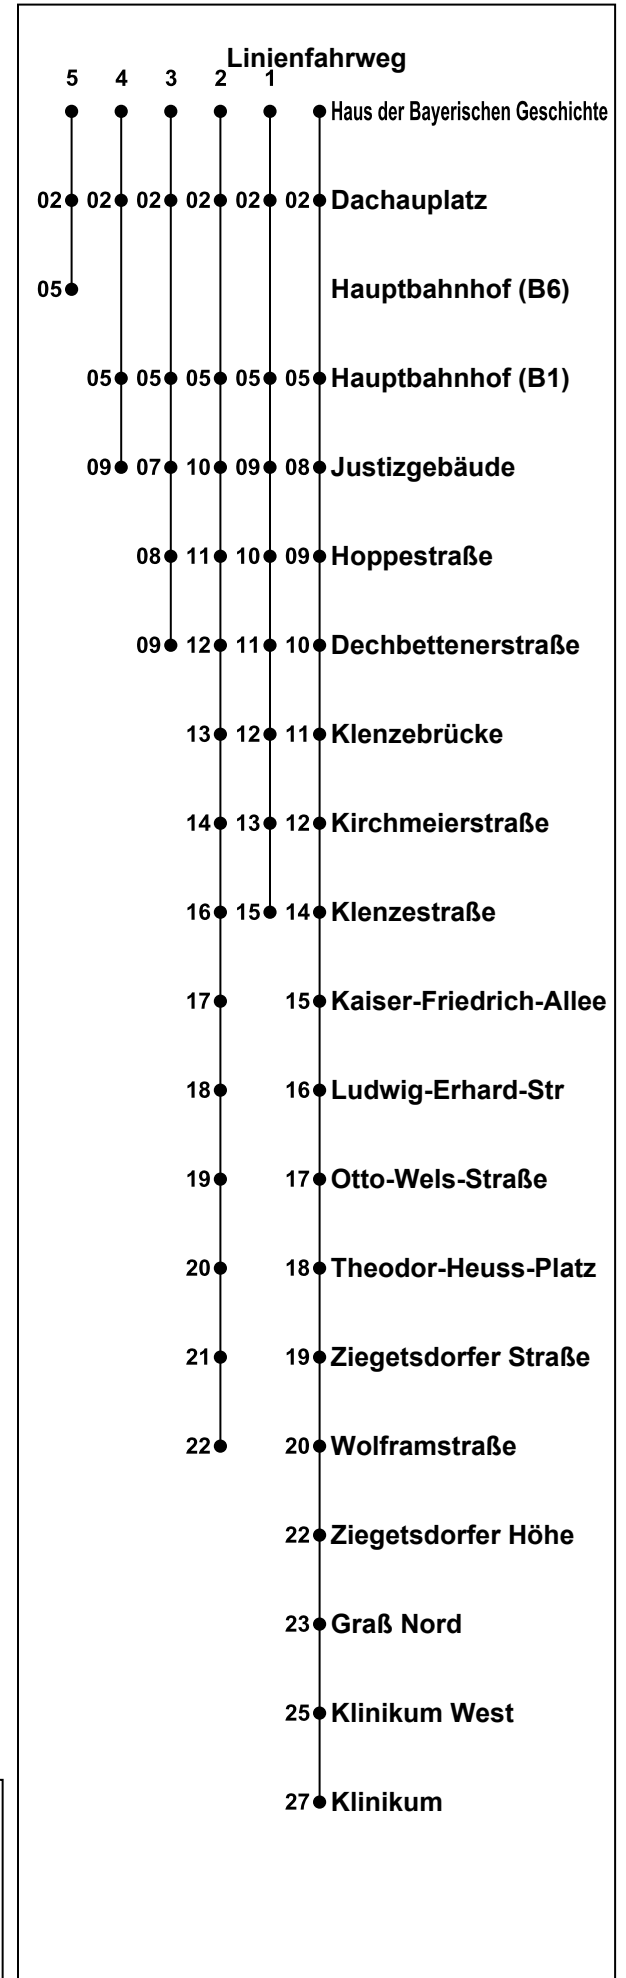 Linienfahrweg
5 4 3 2 1
Haus der Bayerischen Geschichte
02 02 02 02 02 02 Dachauplatz
05 Hauptbahnhof (B6)
05 05 05 05 05 Hauptbahnhof (B1)
09 07 10 09 08 Justizgebäude
08 11 10 09 Hoppestraße
09 12 11 10 Dechbettenerstraße
13 12 11 Klenzebrücke
14 13 12 Kirchmeierstraße
16 15 14 Klenzestraße
17 15 Kaiser-Friedrich-Allee
18 16 Ludwig-Erhard-Str
19 17 Otto-Wels-Straße
20 18 Theodor-Heuss-Platz
21 19 Ziegetsdorfer Straße
22 20 Wolframstraße
22 Ziegetsdorfer Höhe
23 Graß Nord
25 Klinikum West
27 Klinikum